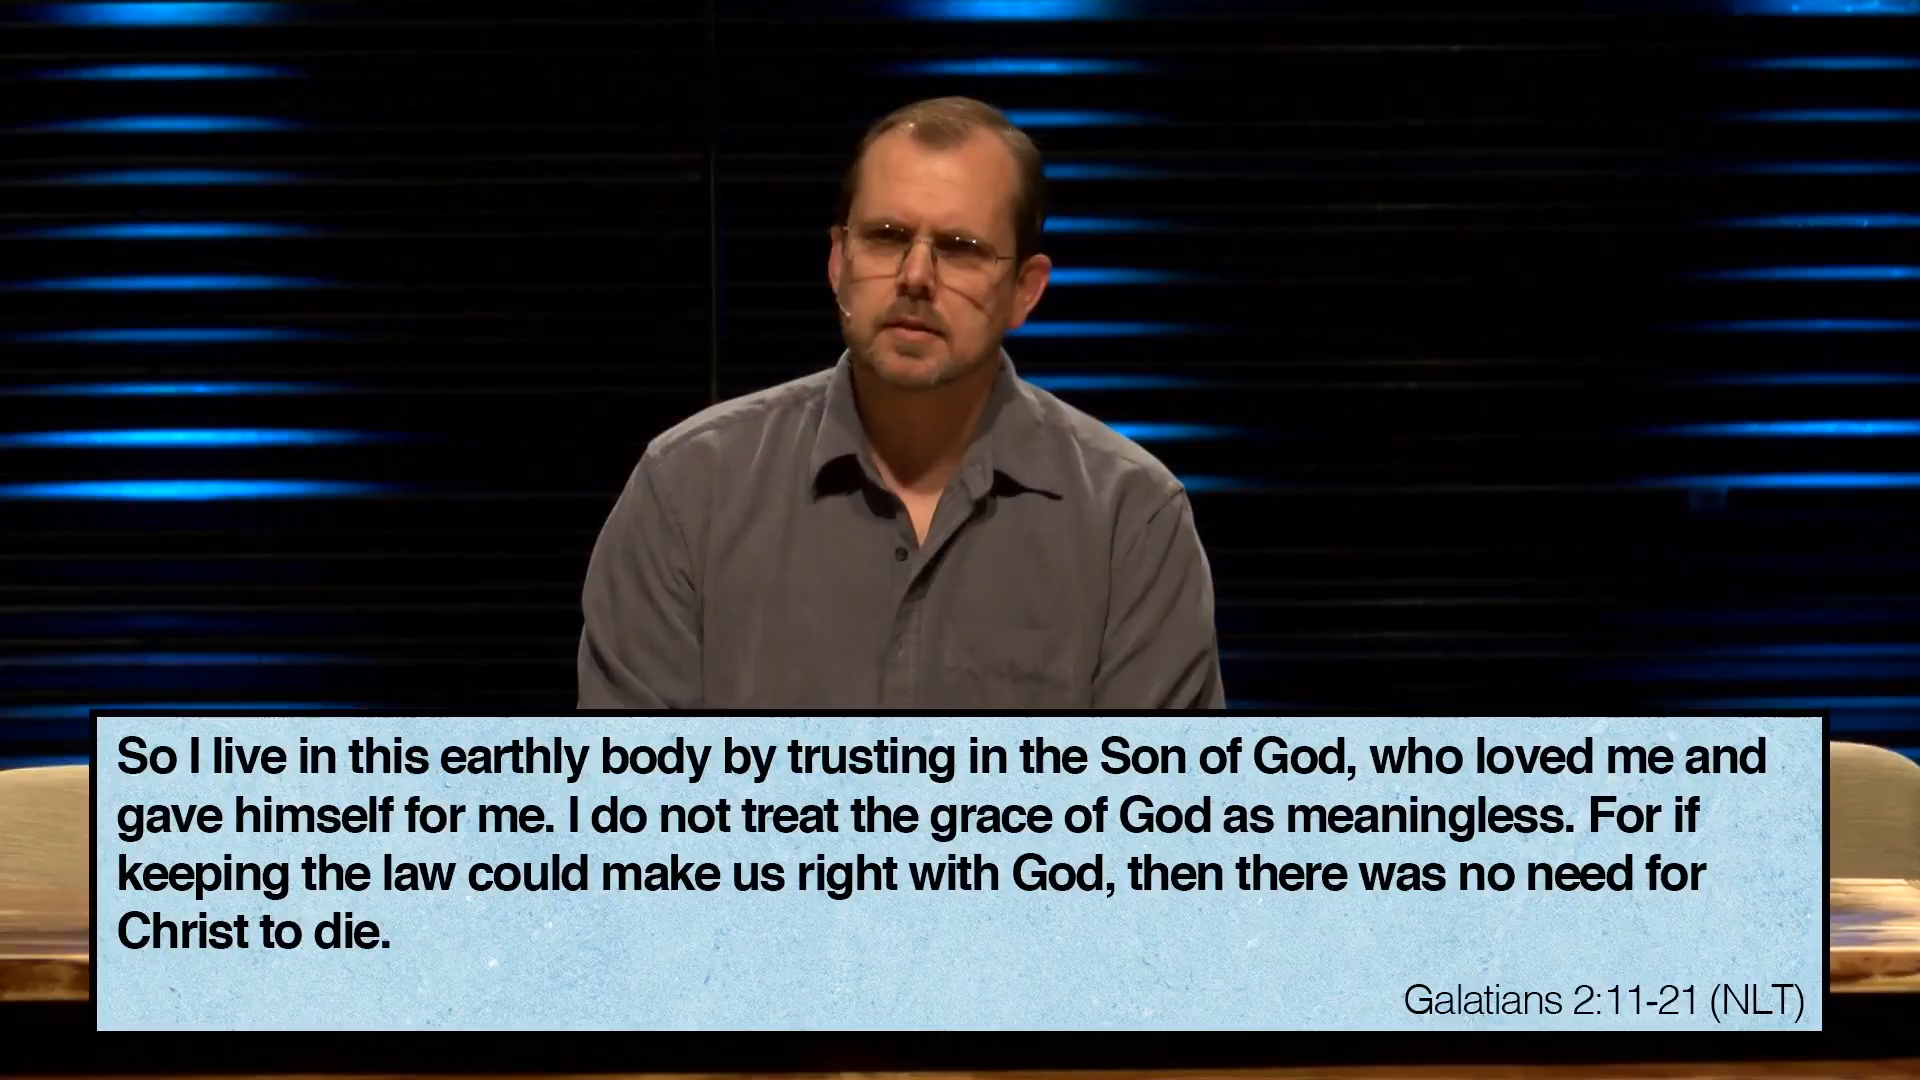 So I live in this earthly body by trusting in the Son of God, who loved me and
gave himself for me. I do not treat the grace of God as meaningless. For if
keeping the law could make us right with God, then there was no need for
Christ to die.
Galatians 2:11-21 (NLT)